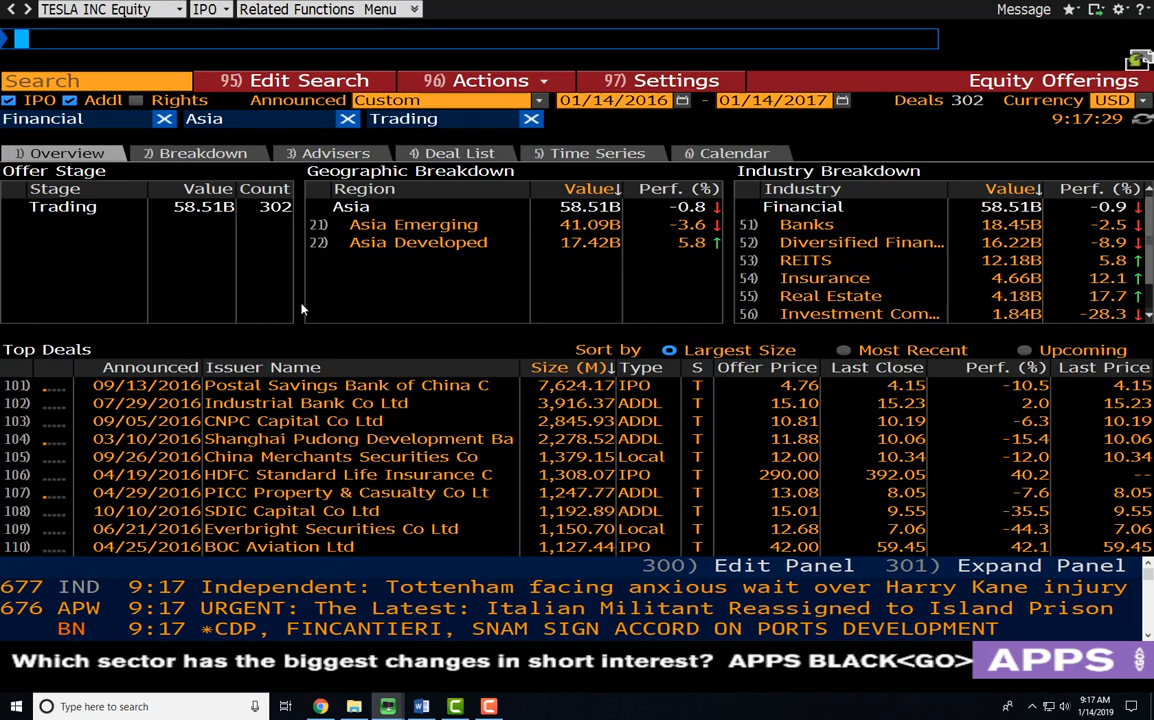 TESLA INC Equity IPO Related Functions Menu Message
Search 95) Edit Search 96) Actions 97) Settings Equity Offerings
IPO Addl Rights Announced Custom 01/14/2016 - 01/14/2017 Deals 302 Currency USD
Financial Asia Trading 9:17:29
1) Overview 2) Breakdown 3) Advisers 4) Deal List 5) Time Series 6) Calendar
Offer Stage Geographic Breakdown Industry Breakdown
Stage Value Count Region Value↓ Perf. (%) Industry Value↓ Perf. (%)
Trading 58.51B 302 Asia 58.51B -0.8 ↓ Financial 58.51B -0.9 ↓
21) Asia Emerging 41.09B -3.6 ↓ 51) Banks 18.45B -2.5 ↓
22) Asia Developed 17.42B 5.8 ↑ 52) Diversified Finan... 16.22B -8.9 ↓
53) REITS 12.18B 5.8 ↑
54) Insurance 4.66B 12.1 ↑
55) Real Estate 4.18B 17.7 ↑
56) Investment Com... 1.84B -28.3 ↓
Top Deals Sort by Largest Size Most Recent Upcoming
Announced Issuer Name Size (M)↓ Type S Offer Price Last Close Perf. (%) Last Price
101) 09/13/2016 Postal Savings Bank of China C 7,624.17 IPO T 4.76 4.15 -10.5 4.15
102) 07/29/2016 Industrial Bank Co Ltd 3,916.37 ADDL T 15.10 15.23 2.0 15.23
103) 09/05/2016 CNPC Capital Co Ltd 2,845.93 ADDL T 10.81 10.19 -6.3 10.19
104) 03/10/2016 Shanghai Pudong Development Ba 2,278.52 ADDL T 11.88 10.06 -15.4 10.06
105) 09/26/2016 China Merchants Securities Co 1,379.15 Local T 12.00 10.34 -12.0 10.34
106) 04/19/2016 HDFC Standard Life Insurance C 1,308.07 IPO T 290.00 392.05 40.2 --
107) 04/29/2016 PICC Property & Casualty Co Lt 1,247.77 ADDL T 13.08 8.05 -7.6 8.05
108) 10/10/2016 SDIC Capital Co Ltd 1,192.89 ADDL T 15.01 9.55 -35.5 9.55
109) 06/21/2016 Everbright Securities Co Ltd 1,150.70 Local T 12.68 7.06 -44.3 7.06
110) 04/25/2016 BOC Aviation Ltd 1,127.44 IPO T 42.00 59.45 42.1 59.45
300) Edit Panel 301) Expand Panel
677 IND 9:17 Independent: Tottenham facing anxious wait over Harry Kane injury
676 APW 9:17 URGENT: The Latest: Italian Militant Reassigned to Island Prison
BN 9:17 *CDP, FINCANTIERI, SNAM SIGN ACCORD ON PORTS DEVELOPMENT
Which sector has the biggest changes in short interest? APPS BLACK<GO> APPS
Type here to search 9:17 AM
1/14/2019